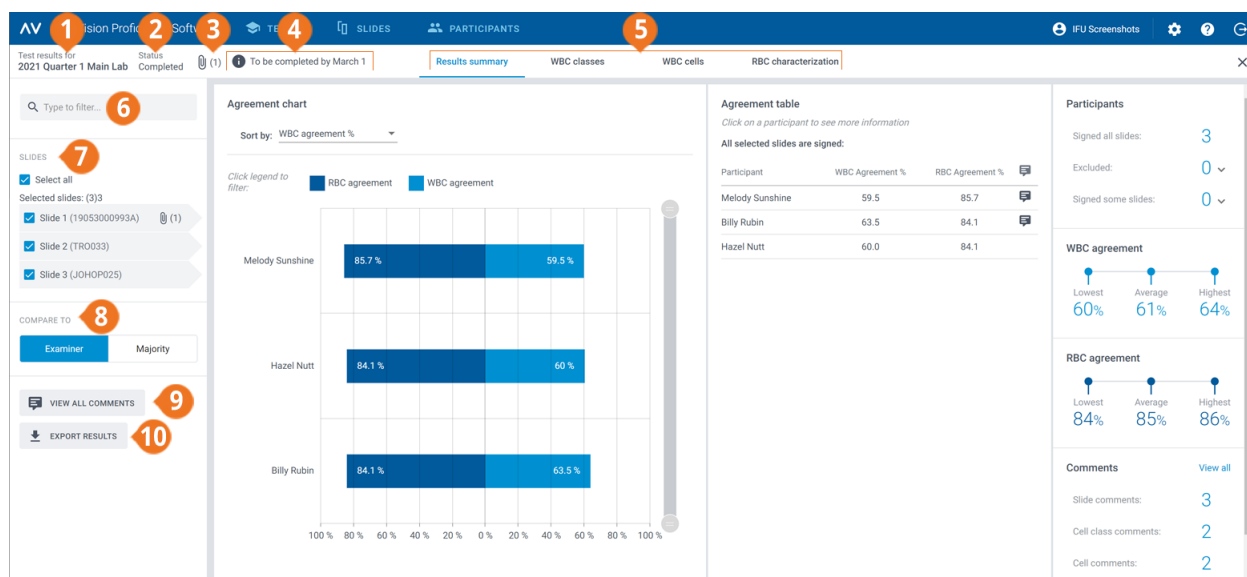 1 2 3 4 5
ision Profi Softw TE SLIDES PARTICIPANTS IFU Screenshots
Test results for Status
2021 Quarter 1 Main Lab Completed (1) To be completed by March 1 Results summary WBC classes WBC cells RBC characterization
Type to filter... 6
SLIDES 7
Select all
Selected slides: (3)3
Slide 1 (19053000993A) (1)
Slide 2 (TRO033)
Slide 3 (JOHOP025)
COMPARE TO 8
Examiner Majority
VIEW ALL COMMENTS 9
EXPORT RESULTS 10
Agreement chart
Sort by: WBC agreement %
Click legend to
filter:
RBC agreement WBC agreement
Melody Sunshine 85.7 % 59.5 %
Hazel Nutt 84.1 % 60 %
Billy Rubin 84.1 % 63.5 %
100 % 80 % 60 % 40 % 20 % 0 % 20 % 40 % 60 % 80 % 100 %
Agreement table
Click on a participant to see more information
All selected slides are signed:
Participant WBC Agreement % RBC Agreement %
Melody Sunshine 59.5 85.7
Billy Rubin 63.5 84.1
Hazel Nutt 60.0 84.1
Participants
Signed all slides: 3
Excluded: 0
Signed some slides: 0
WBC agreement
Lowest Average Highest
60% 61% 64%
RBC agreement
Lowest Average Highest
84% 85% 86%
Comments View all
Slide comments: 3
Cell class comments: 2
Cell comments: 2